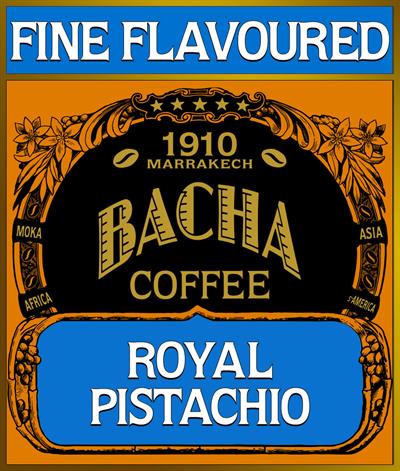 FINE FLAVOURED
1910
MARRAKECH
BACHA
COFFEE
MOKA
ASIA
AFRICA
S-AMERICA
ROYAL
PISTACHIO